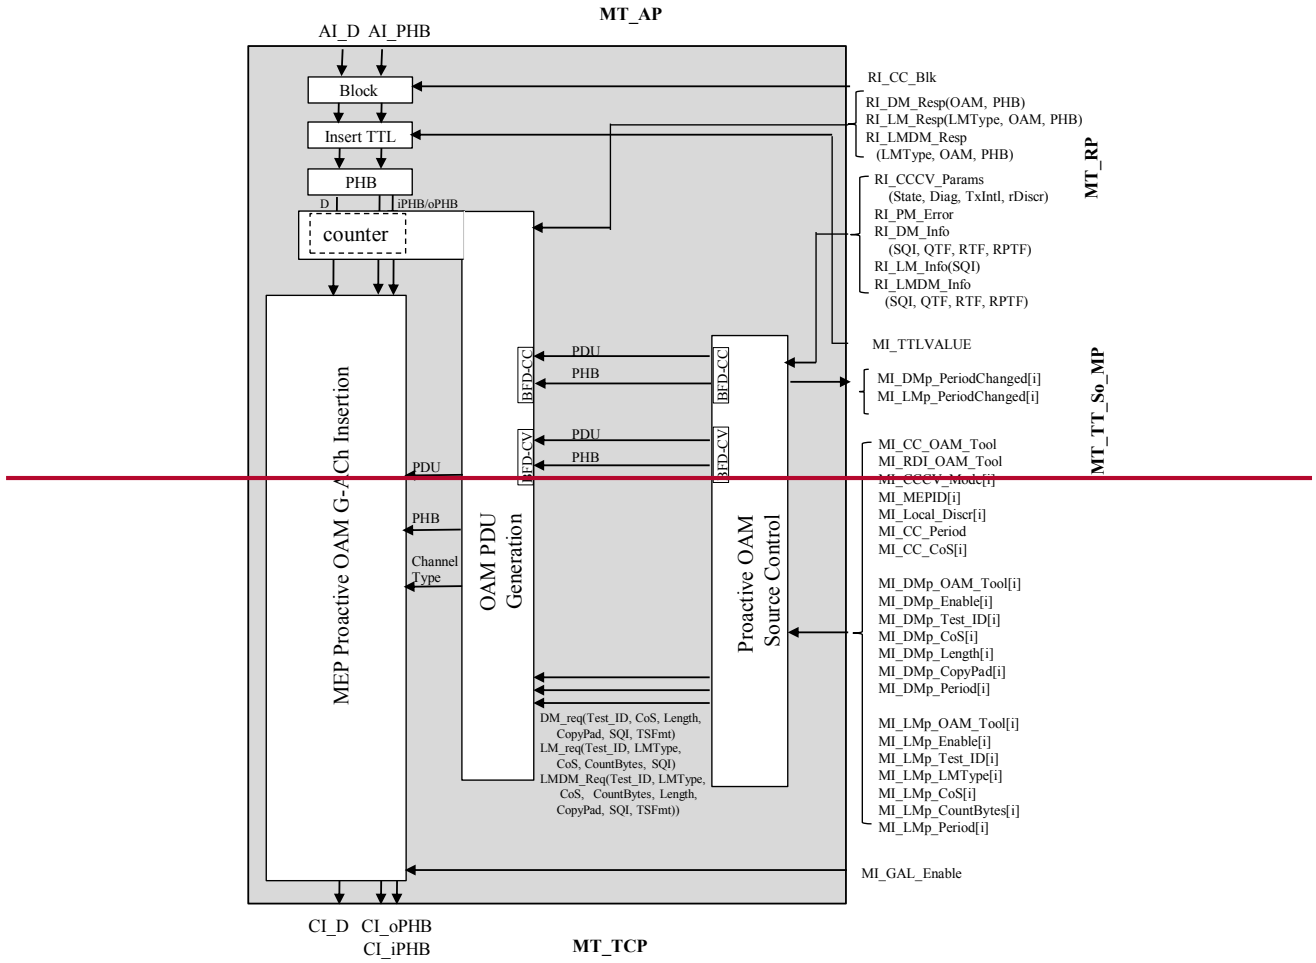 MT_AP
AI_D AI_PHB
Block
Insert TTL
PHB
D iPHB/oPHB
counter
RI_CC_Blk
RI_DM_Resp(OAM, PHB)
RI_LM_Resp(LMType, OAM, PHB)
RI_LMDM_Resp
(LMType, OAM, PHB)
MT_RP
RI_CCCV_Params
(State, Diag, TxIntl, rDiscr)
RI_PM_Error
RI_DM_Info
(SQI, QTF, RTF, RPTF)
RI_LM_Info(SQI)
RI_LMDM_Info
(SQI, QTF, RTF, RPTF)
MI_TTLVALUE
MI_DMp_PeriodChanged[i]
MI_LMp_PeriodChanged[i]
MT_TT_So_MP
PDU
PHB
BFD-CC
BFD-CC
PDU
PHB
BFD-CV
BFD-CV
MEP Proactive OAM G-ACh Insertion
PDU
PHB
Channel
Type
OAM PDU
Generation
Proactive OAM
Source Control
MI_CC_OAM_Tool
MI_RDI_OAM_Tool
MI_CCCV_Mode[i]
MI_MEPID[i]
MI_Local_Discr[i]
MI_CC_Period
MI_CC_CoS[i]
MI_DMp_OAM_Tool[i]
MI_DMp_Enable[i]
MI_DMp_Test_ID[i]
MI_DMp_CoS[i]
MI_DMp_Length[i]
MI_DMp_CopyPad[i]
MI_DMp_Period[i]
MI_LMp_OAM_Tool[i]
MI_LMp_Enable[i]
MI_LMp_Test_ID[i]
MI_LMp_LMType[i]
MI_LMp_CoS[i]
MI_LMp_CountBytes[i]
MI_LMp_Period[i]
DM_req(Test_ID, CoS, Length,
CopyPad, SQI, TSFmt)
LM_req(Test_ID, LMType,
CoS, CountBytes, SQI)
LMDM_Req(Test_ID, LMType,
CoS, CountBytes, Length,
CopyPad, SQI, TSFmt))
MI_GAL_Enable
CI_D CI_oPHB
CI_iPHB
MT_TCP